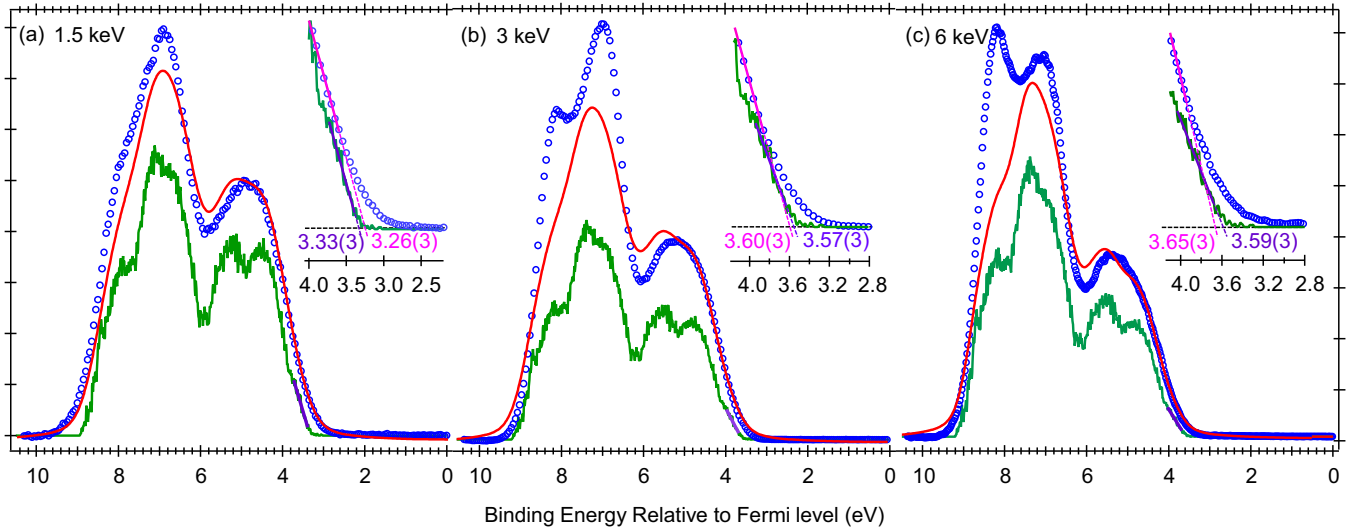 (a) 1.5 keV
3.33(3) 3.26(3)
4.0 3.5 3.0 2.5
10 8 6 4 2 0
(b) 3 keV
3.60(3) 3.57(3)
4.0 3.6 3.2 2.8
10 8 6 4 2 0
(c) 6 keV
3.65(3) 3.59(3)
4.0 3.6 3.2 2.8
10 8 6 4 2 0
Binding Energy Relative to Fermi level (eV)